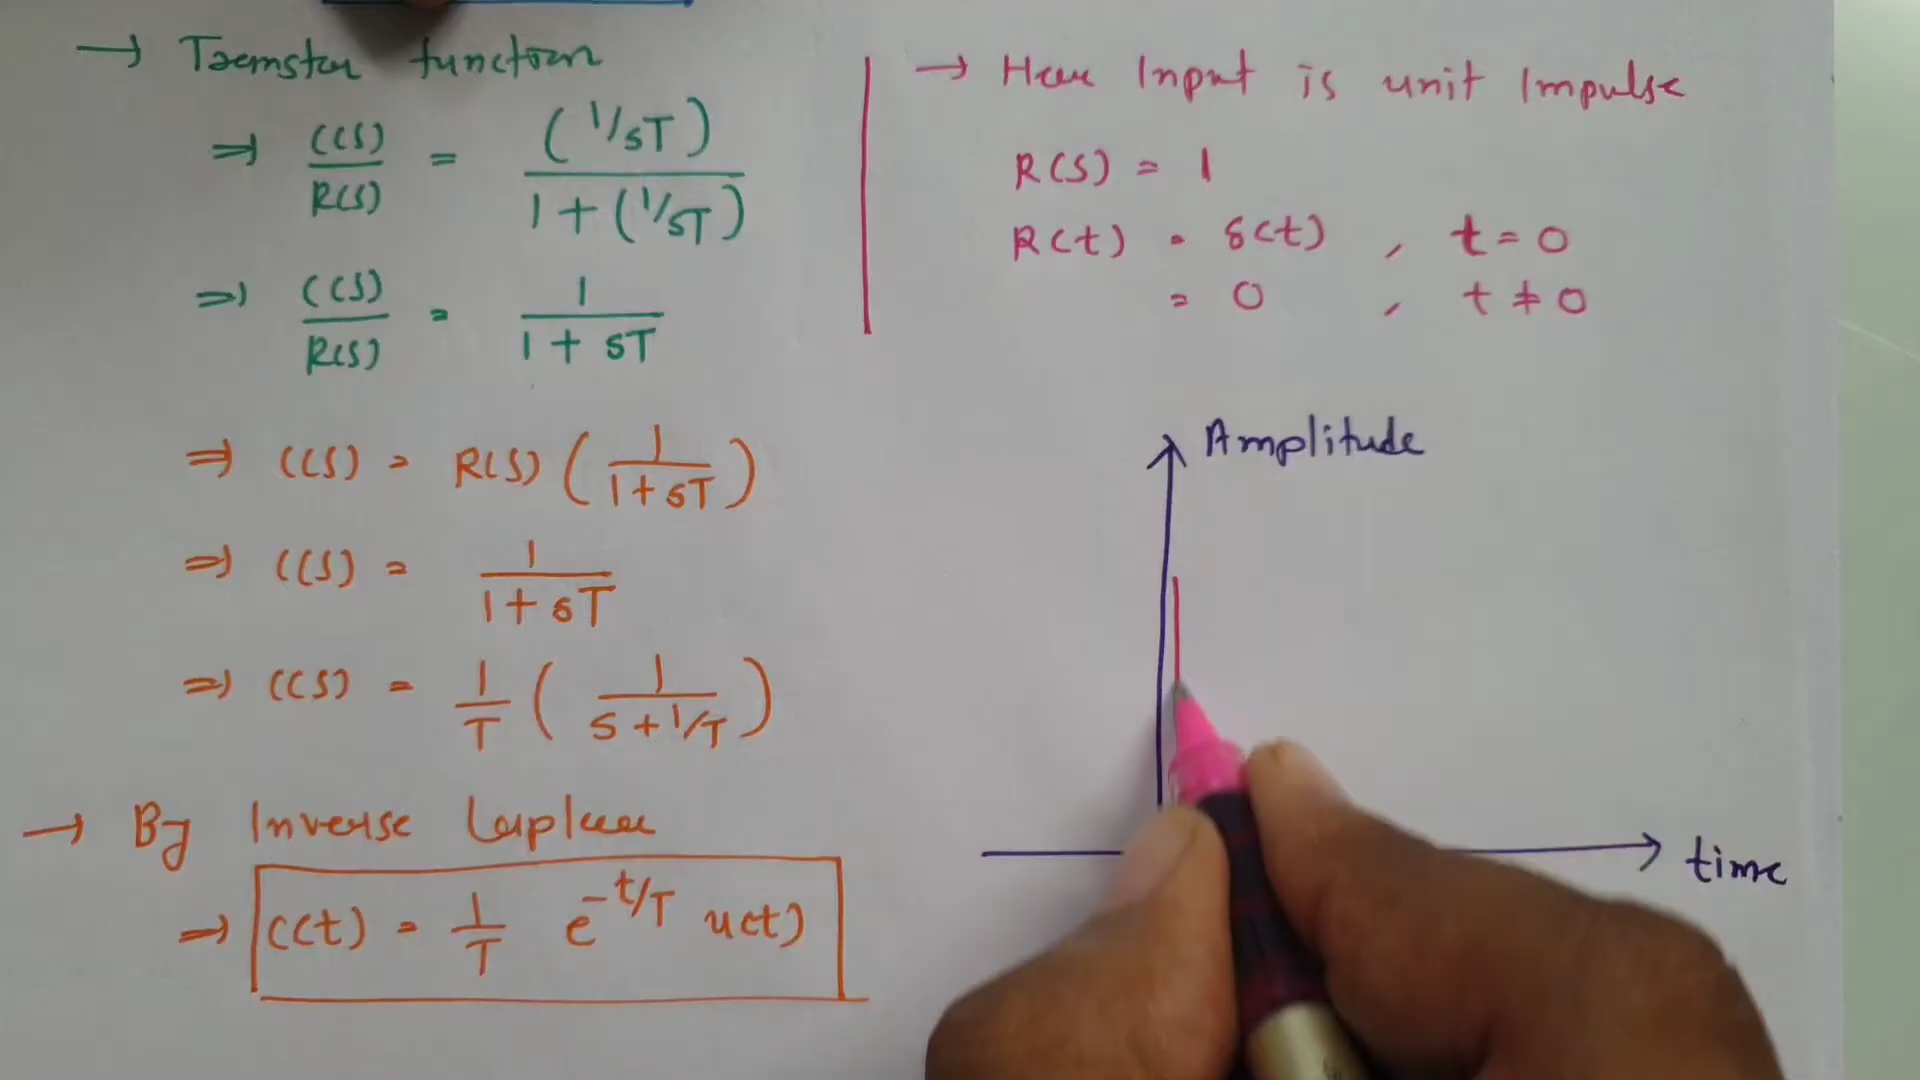 → Transfer function
⇒ C(S)/R(S) = (1/sT) / 1 + (1/sT)
⇒ C(S)/R(S) = 1 / 1 + sT
⇒ C(S) = R(S) (1 / 1 + sT)
⇒ C(S) = 1 / 1 + sT
⇒ C(S) = 1/T (1 / S + 1/T)
→ By Inverse Laplace
⇒ C(t) = 1/T e^-t/T u(t)
→ Here Input is unit Impulse
R(S) = 1
R(t) = δ(t) , t = 0
= 0 , t ≠ 0
Amplitude
time